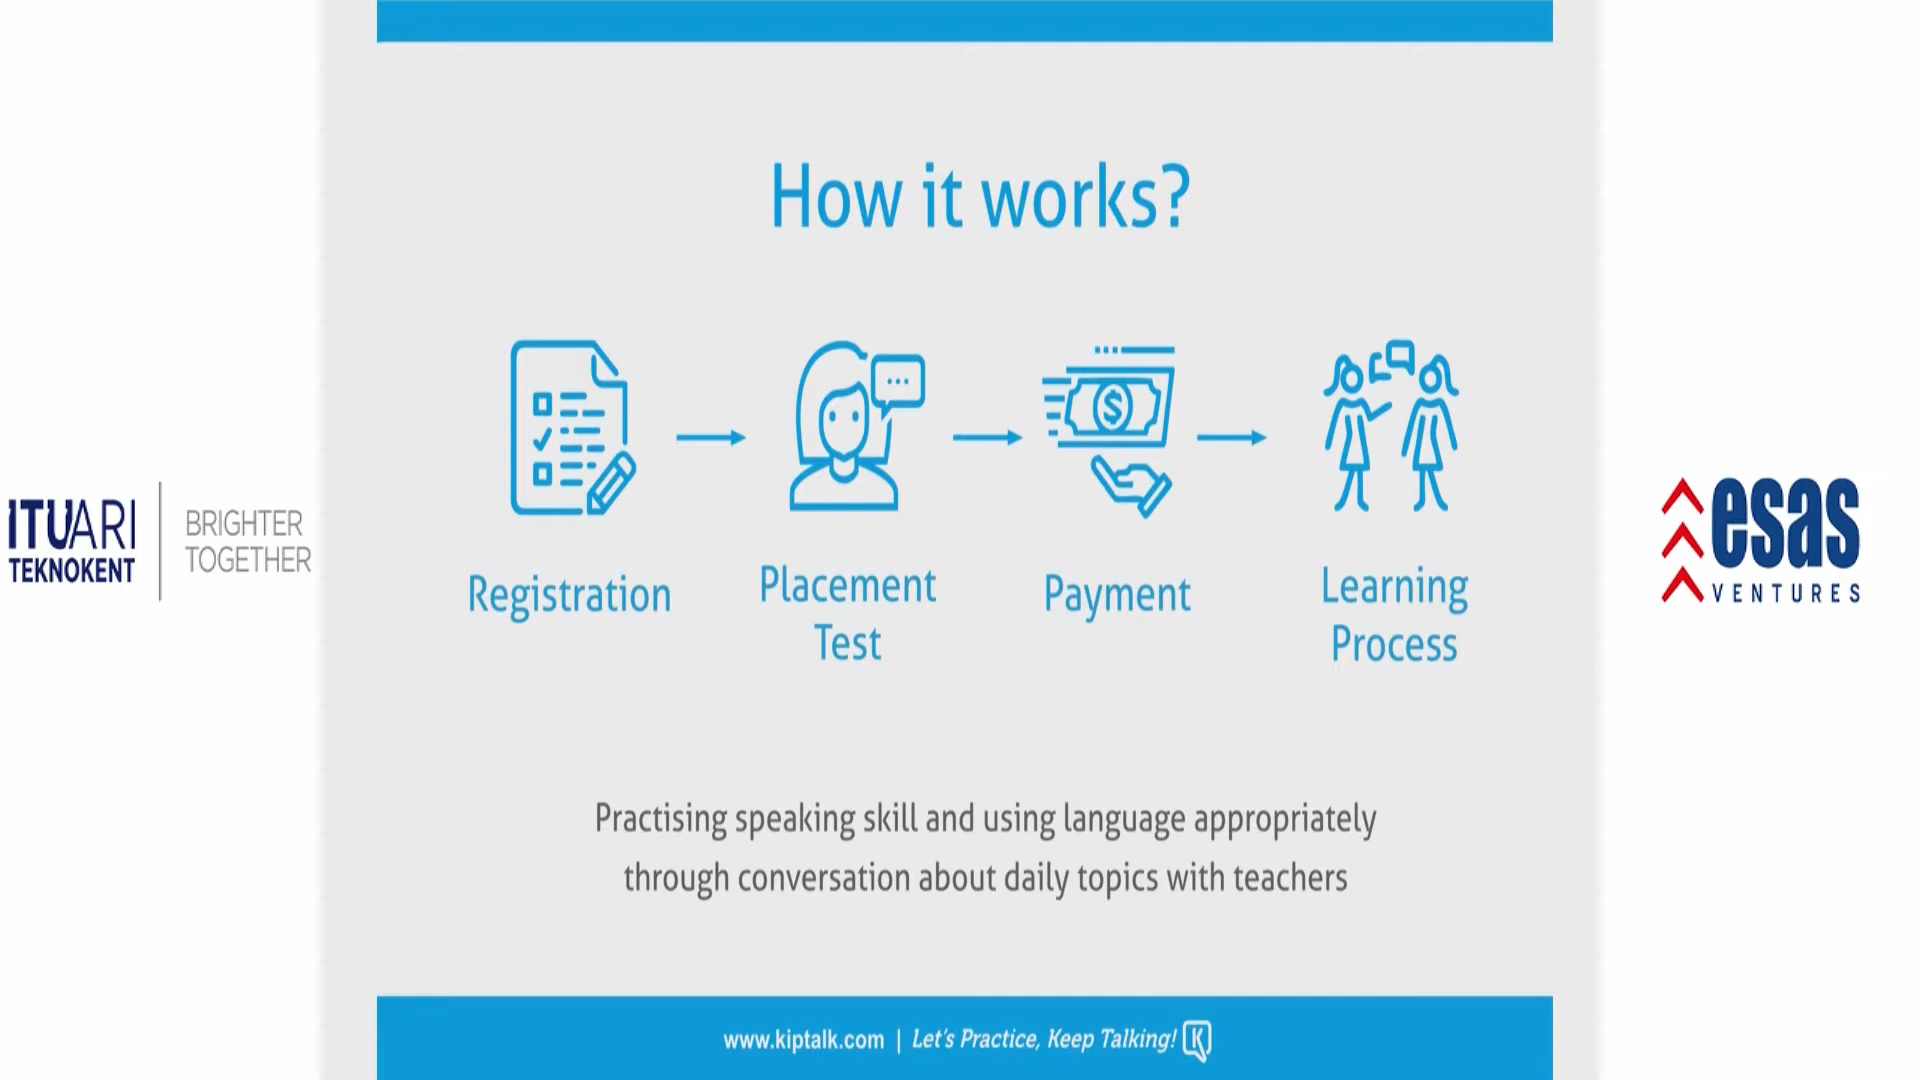 How it works?
Registration
Placement
Test
Payment
Learning
Process
Practising speaking skill and using language appropriately
through conversation about daily topics with teachers
www.kiptalk.com | Let's Practice, Keep Talking! K
ITUARI
TEKNOKENT
BRIGHTER
TOGETHER
esas
VENTURES